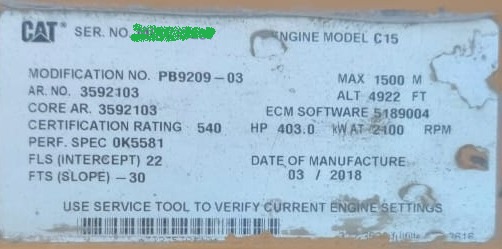 CAT SER. NO. ENGINE MODEL C15
MODIFICATION NO. PB9209-03 MAX 1500 M
AR. NO. 3592103 ALT 4922 FT
CORE AR. 3592103 ECM SOFTWARE 5189004
CERTIFICATION RATING 540 HP 403.0 kW AT 2100 RPM
PERF. SPEC 0K5581
FLS (INTERCEPT) 22 DATE OF MANUFACTURE
FTS (SLOPE) -30 03 / 2018
USE SERVICE TOOL TO VERIFY CURRENT ENGINE SETTINGS